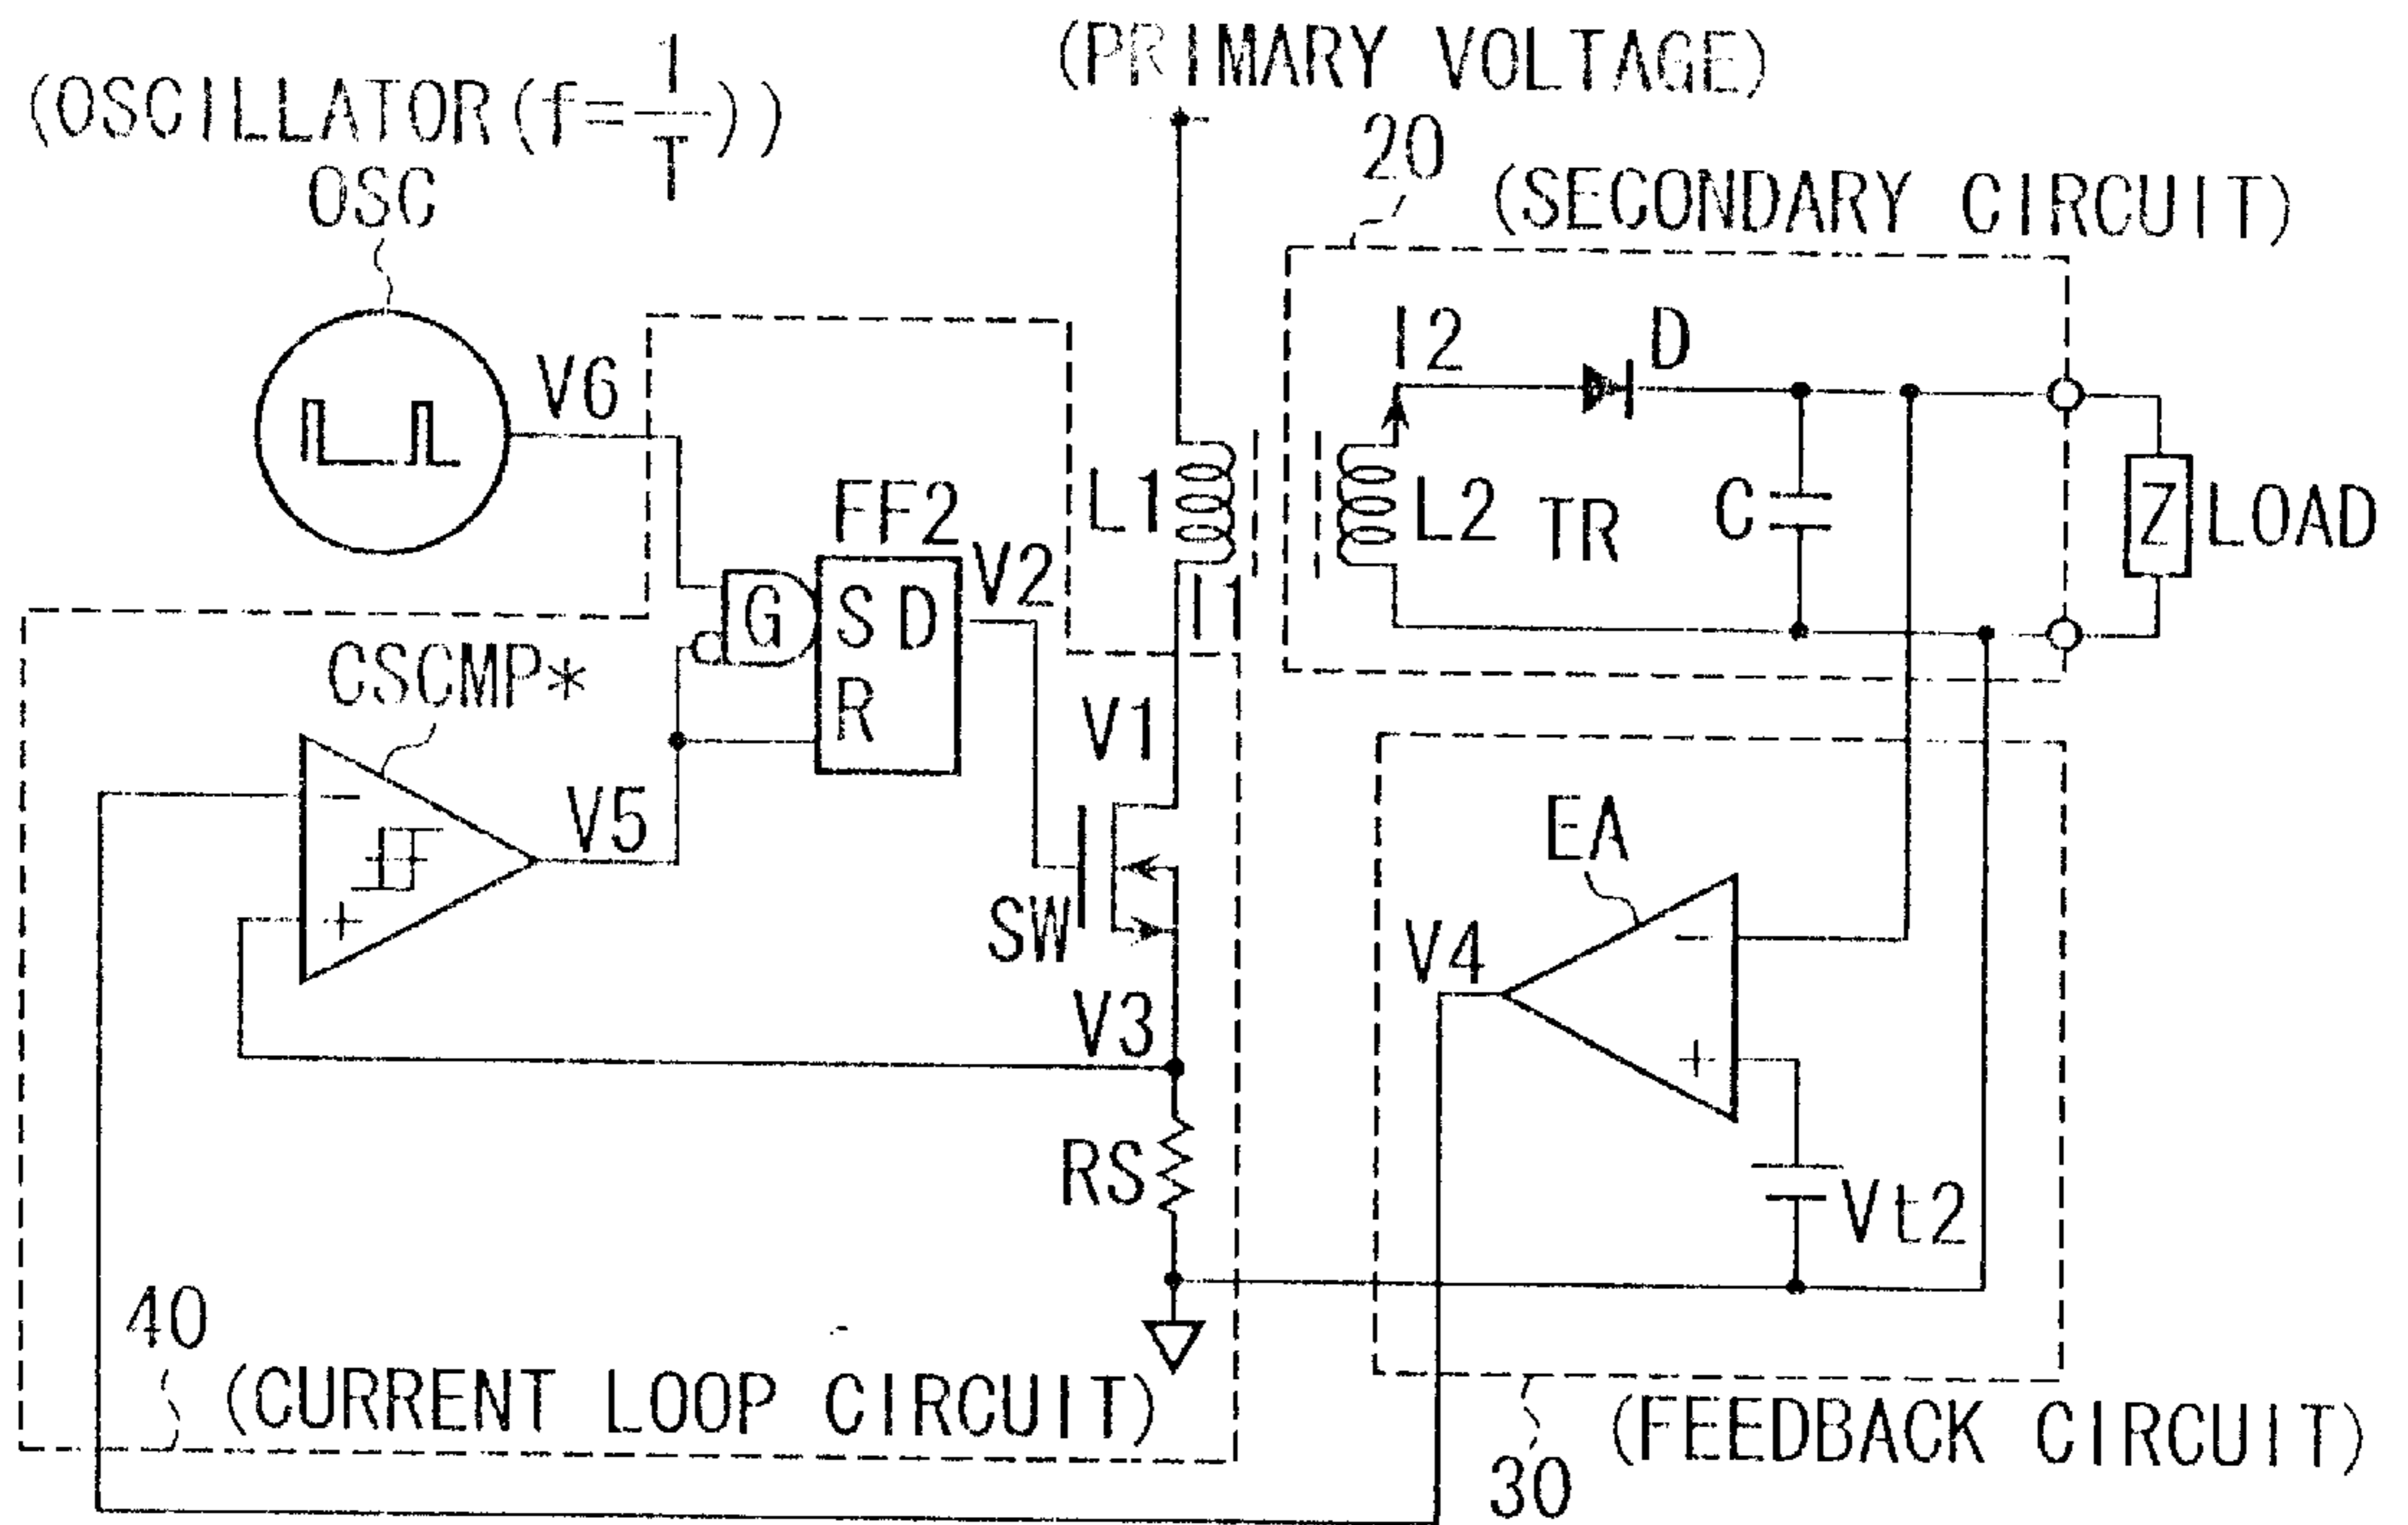 (PRIMARY VOLTAGE)
(OSCILLATOR (f=1/T))
OSC
20
(SECONDARY CIRCUIT)
V6
I2
D
L1
L2
TR
C
Z
LOAD
FF2
V2
I1
G
S D
R
CSCMP*
V1
V5
−
+
SW
EA
V4
−
+
V3
RS
Vt2
40
(CURRENT LOOP CIRCUIT)
30
(FEEDBACK CIRCUIT)